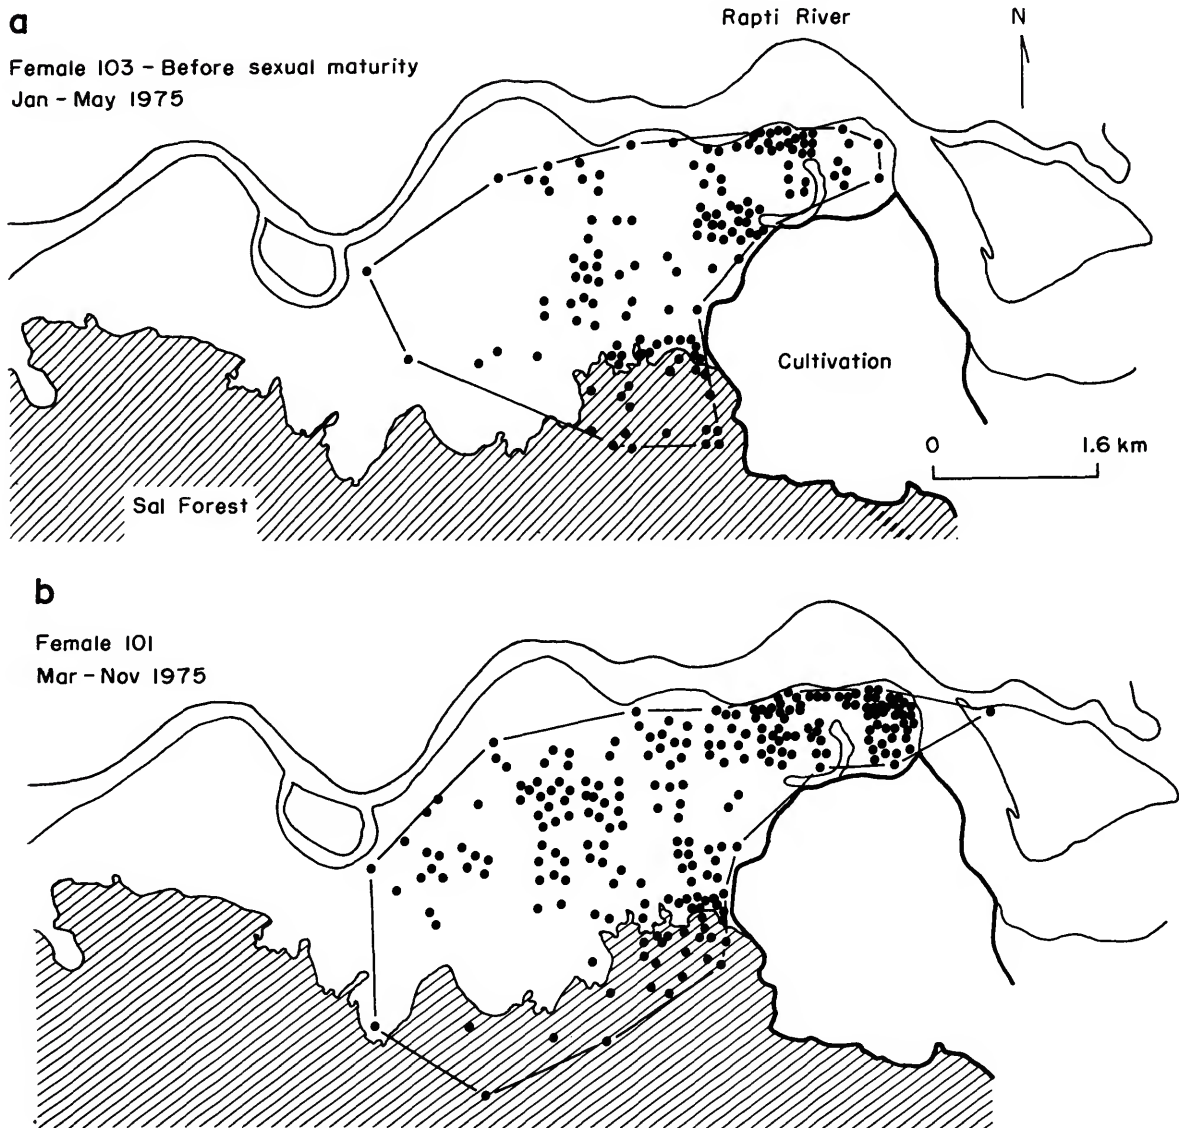 a
Rapti River
N
Female 103 – Before sexual maturity
Jan – May 1975
Cultivation
0 1.6 km
Sal Forest
b
Female 101
Mar – Nov 1975